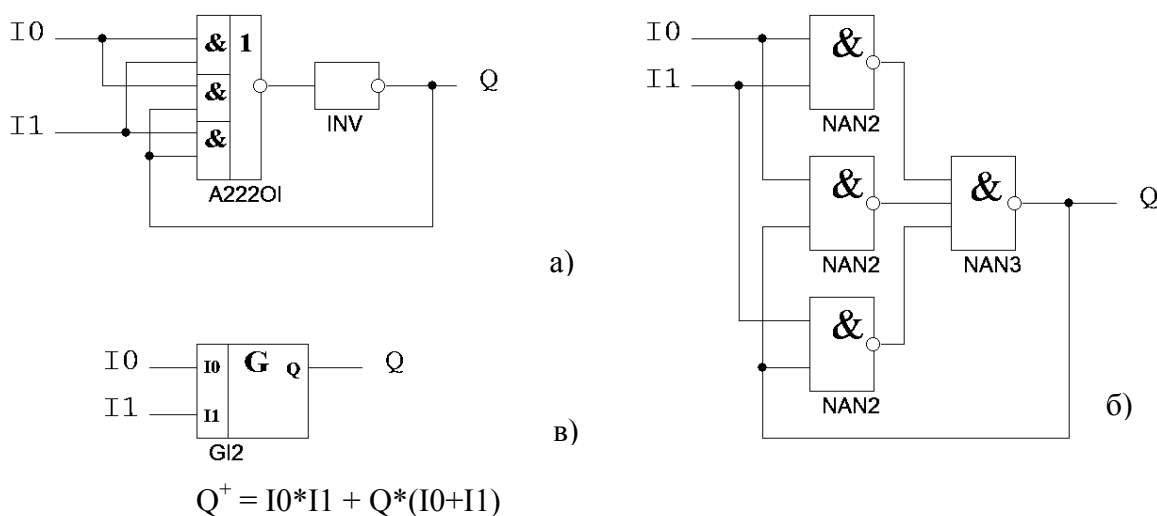 I0
I1
& 1
&
&
A222OI
INV
Q
а)
I0
I1
&
NAN2
&
NAN2
&
NAN2
&
NAN3
Q
б)
I0
I1
I0 G Q
I1
GI2
Q
в)
Q⁺ = I0*I1 + Q*(I0+I1)